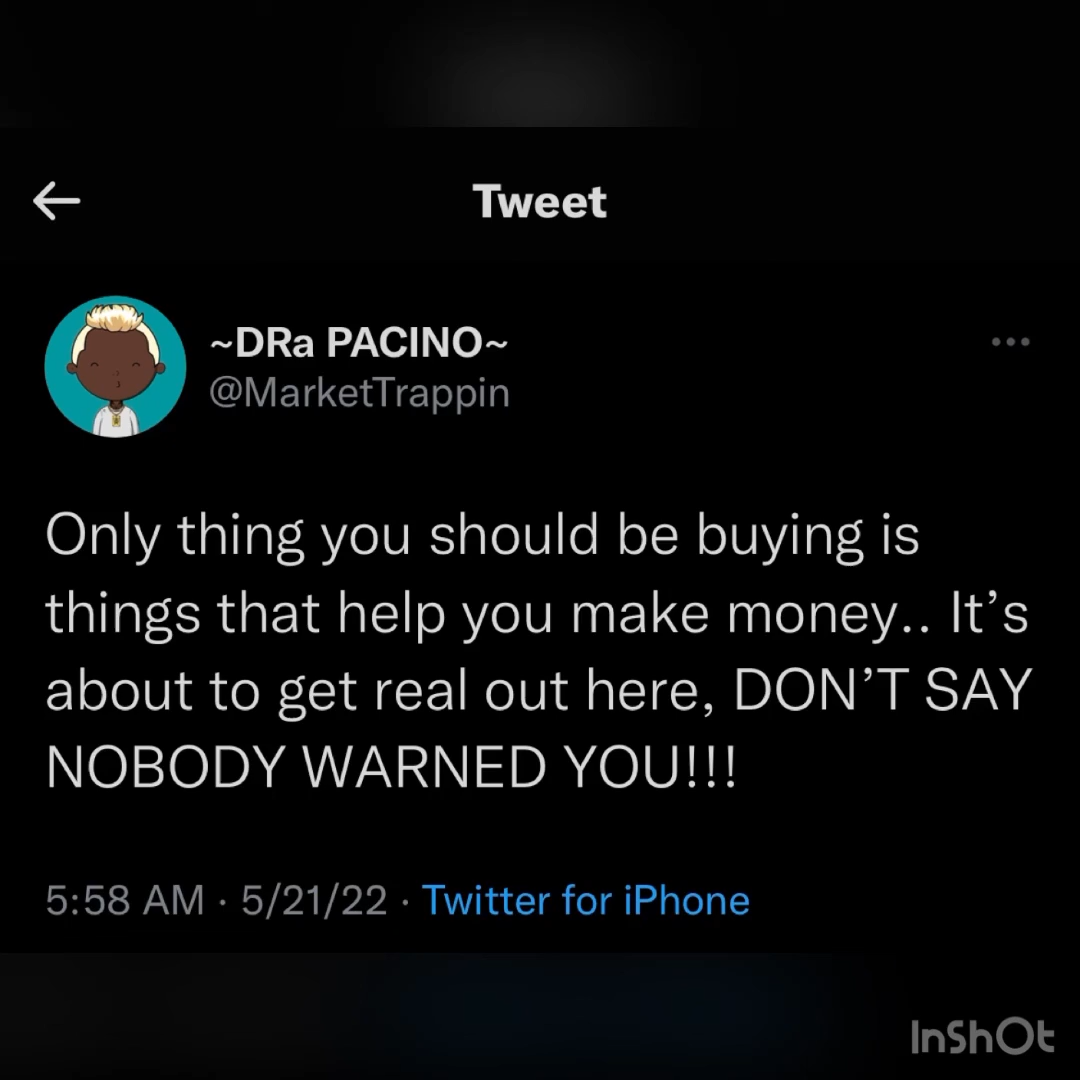 Tweet
~DRa PACINO~
@MarketTrappin
Only thing you should be buying is
things that help you make money.. It’s
about to get real out here, DON’T SAY
NOBODY WARNED YOU!!!
5:58 AM · 5/21/22 · Twitter for iPhone
InShOt